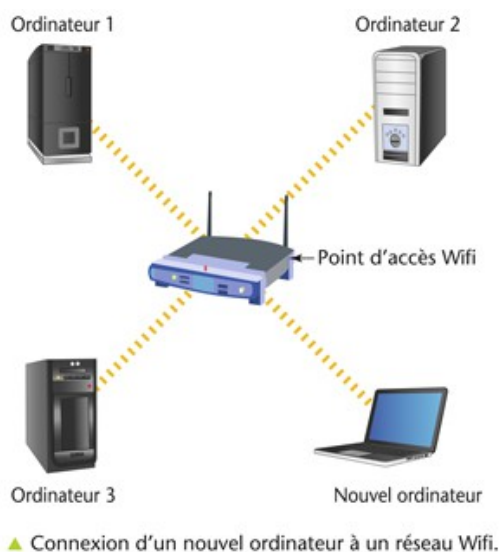 Ordinateur 1
Ordinateur 2
Point d'accès Wifi
Ordinateur 3
Nouvel ordinateur
▲ Connexion d'un nouvel ordinateur à un réseau Wifi.